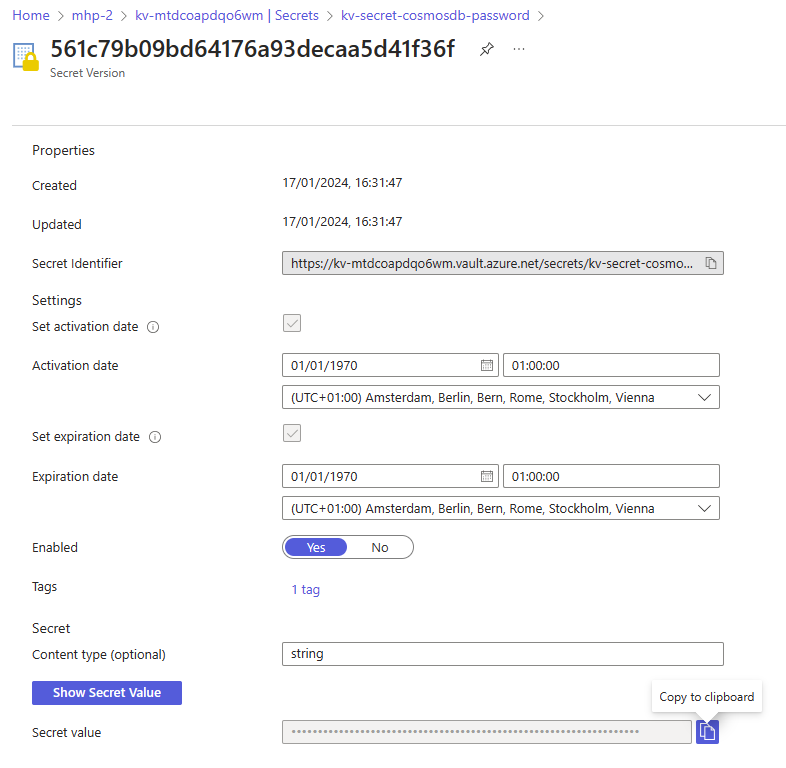 Home > mhp-2 > kv-mtdcoapdqo6wm | Secrets > kv-secret-cosmosdb-password >
561c79b09bd64176a93decaa5d41f36f ...
Secret Version
Properties
Created 17/01/2024, 16:31:47
Updated 17/01/2024, 16:31:47
Secret Identifier https://kv-mtdcoapdqo6wm.vault.azure.net/secrets/kv-secret-cosmo...
Settings
Set activation date
Activation date 01/01/1970 01:00:00
(UTC+01:00) Amsterdam, Berlin, Bern, Rome, Stockholm, Vienna
Set expiration date
Expiration date 01/01/1970 01:00:00
(UTC+01:00) Amsterdam, Berlin, Bern, Rome, Stockholm, Vienna
Enabled Yes No
Tags 1 tag
Secret
Content type (optional) string
Show Secret Value Copy to clipboard
Secret value